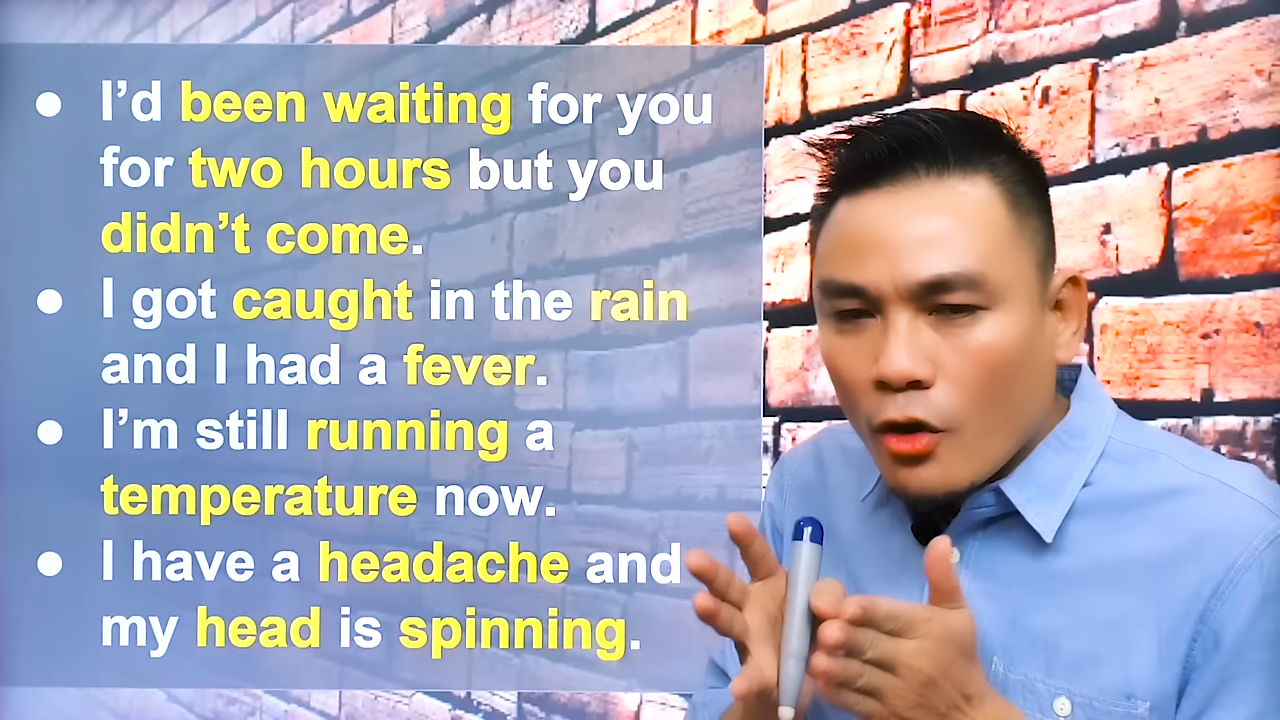 ● I’d been waiting for you
for two hours but you
didn’t come.
● I got caught in the rain
and I had a fever.
● I’m still running a
temperature now.
● I have a headache and
my head is spinning.